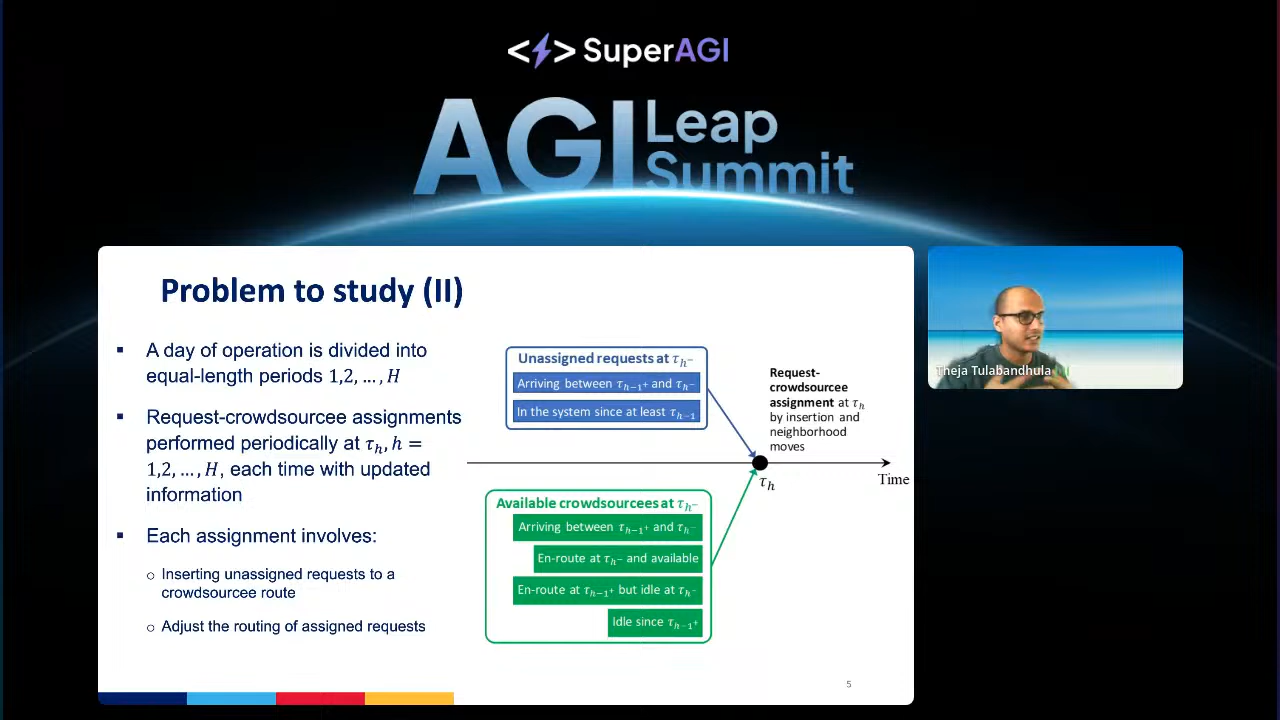 </> SuperAGI
AGI Leap
Summit
Problem to study (II)
▪ A day of operation is divided into
equal-length periods 1,2, … , H
▪ Request-crowdsourcee assignments
performed periodically at τₕ, h =
1,2, … , H, each time with updated
information
▪ Each assignment involves:
○ Inserting unassigned requests to a
crowdsourcee route
○ Adjust the routing of assigned requests
Unassigned requests at τₕ₋
Arriving between τₕ₋₁⁺ and τₕ⁻
In the system since at least τₕ₋₁
Request-
crowdsourcee
assignment at τₕ
by insertion and
neighborhood
moves
τₕ
Time
Available crowdsourcees at τₕ₋
Arriving between τₕ₋₁⁺ and τₕ⁻
En-route at τₕ₋ and available
En-route at τₕ₋₁⁺ but idle at τₕ⁻
Idle since τₕ₋₁⁺
5
Theja Tulabandhula